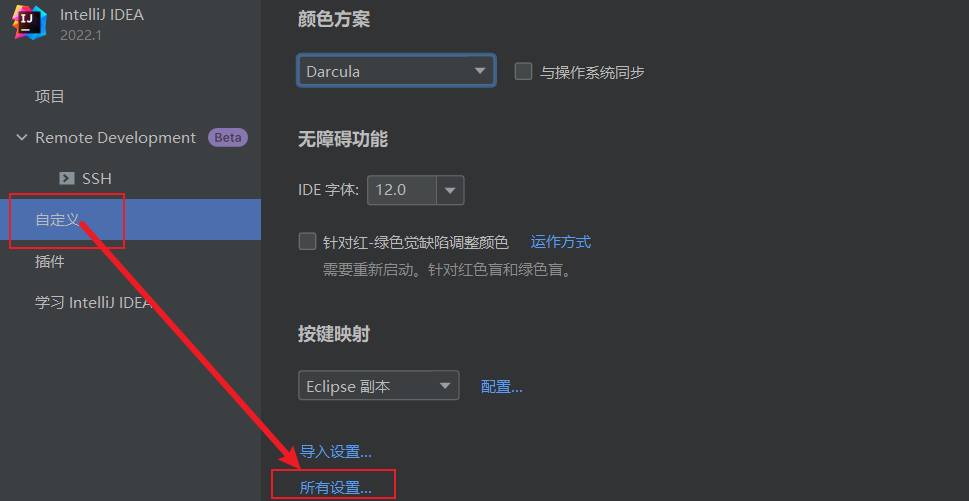 IntelliJ IDEA
2022.1
项目
Remote Development Beta
SSH
自定义
插件
学习 IntelliJ IDEA
颜色方案
Darcula 与操作系统同步
无障碍功能
IDE 字体: 12.0
针对红-绿色觉缺陷调整颜色 运作方式
需要重新启动。针对红色盲和绿色盲。
按键映射
Eclipse 副本 配置...
导入设置...
所有设置...